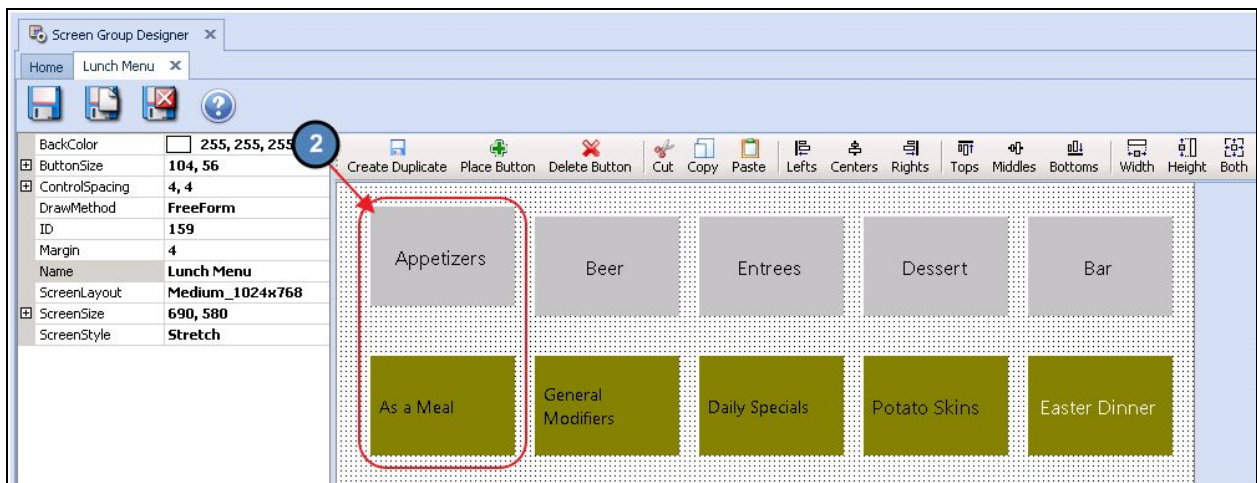 Screen Group Designer
Home Lunch Menu
2
BackColor 255, 255, 255
ButtonSize 104, 56
ControlSpacing 4, 4
DrawMethod FreeForm
ID 159
Margin 4
Name Lunch Menu
ScreenLayout Medium_1024x768
ScreenSize 690, 580
ScreenStyle Stretch
Create Duplicate Place Button Delete Button Cut Copy Paste Lefts Centers Rights Tops Middles Bottoms Width Height Both
Appetizers Beer Entrees Dessert Bar
As a Meal General Modifiers Daily Specials Potato Skins Easter Dinner